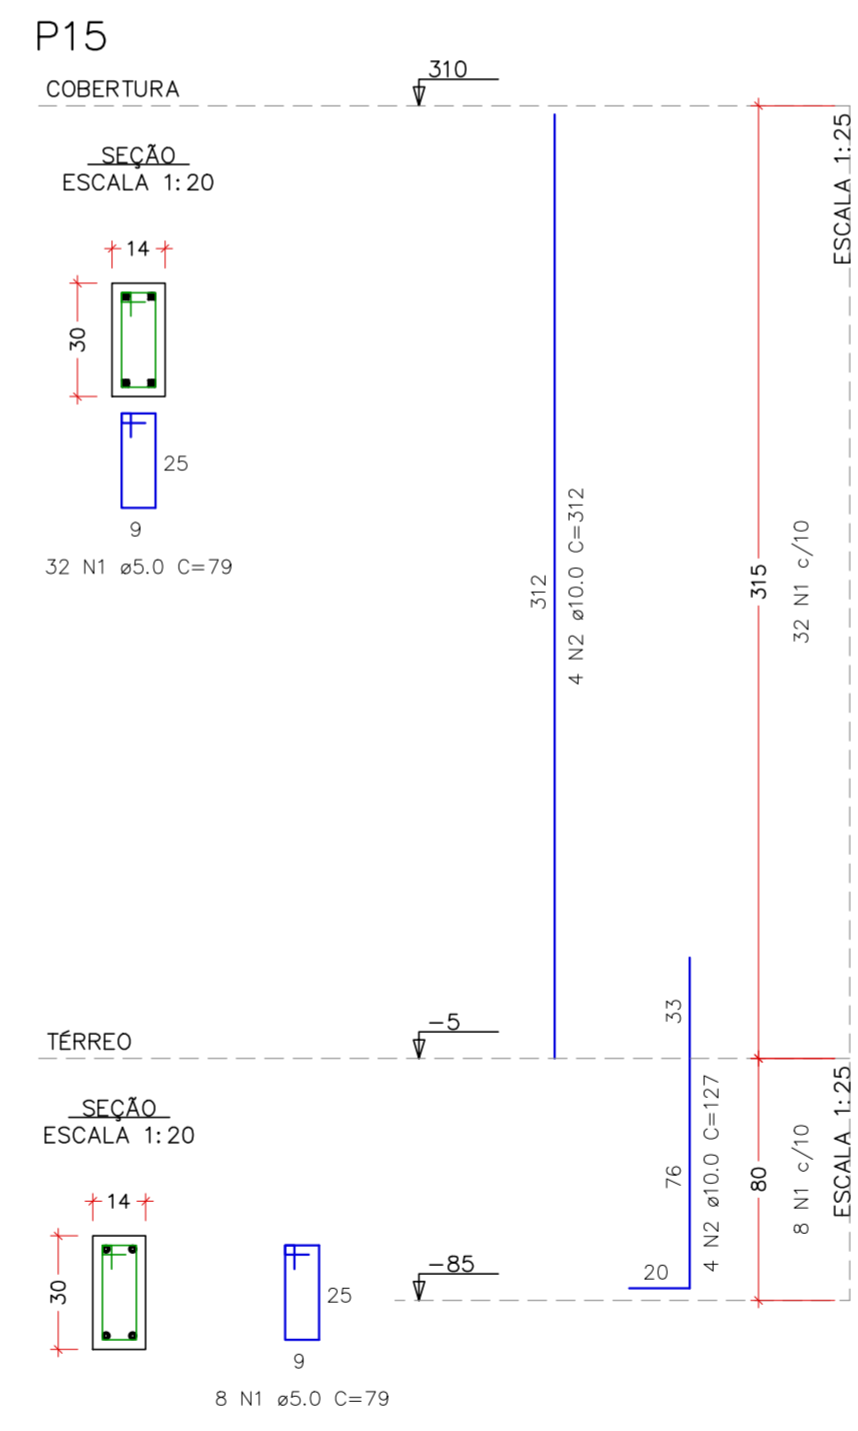 P15
310
COBERTURA
SEÇÃO
ESCALA 1:20
ESCALA 1:25
14
30
25
9
32 N1 ø5.0 C=79
312
4 N2 ø10.0 C=312
315
32 N1 c/10
33
-5
TÉRREO
SEÇÃO
ESCALA 1:20
ESCALA 1:25
14
30
25
9
8 N1 ø5.0 C=79
-85
20
76
4 N2 ø10.0 C=127
80
8 N1 c/10